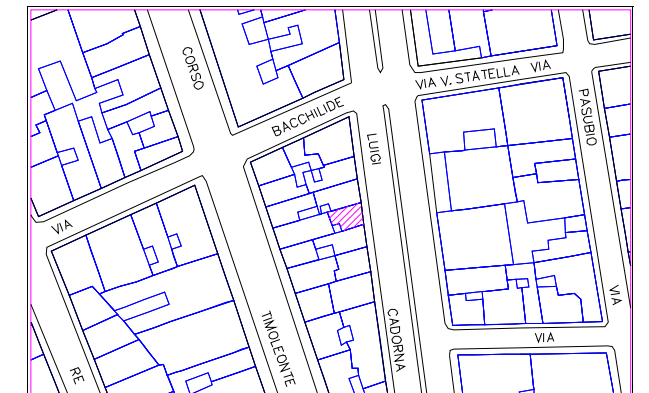 CORSO
VIA V. STATELLA VIA
BACCHILIDE
PASUBIO
LUIGI
VIA
VIA
TIMOLEONTE
CADORNA
VIA
RE